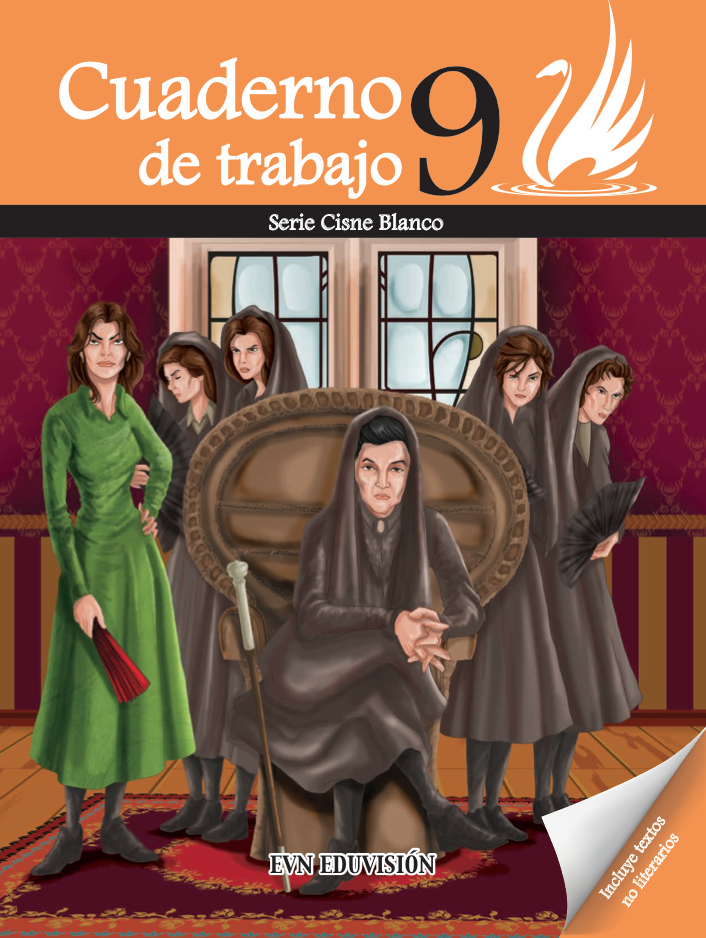 Cuaderno
de trabajo 9
Serie Cisne Blanco
EVN EDUVISIÓN
Incluye textos
no literarios